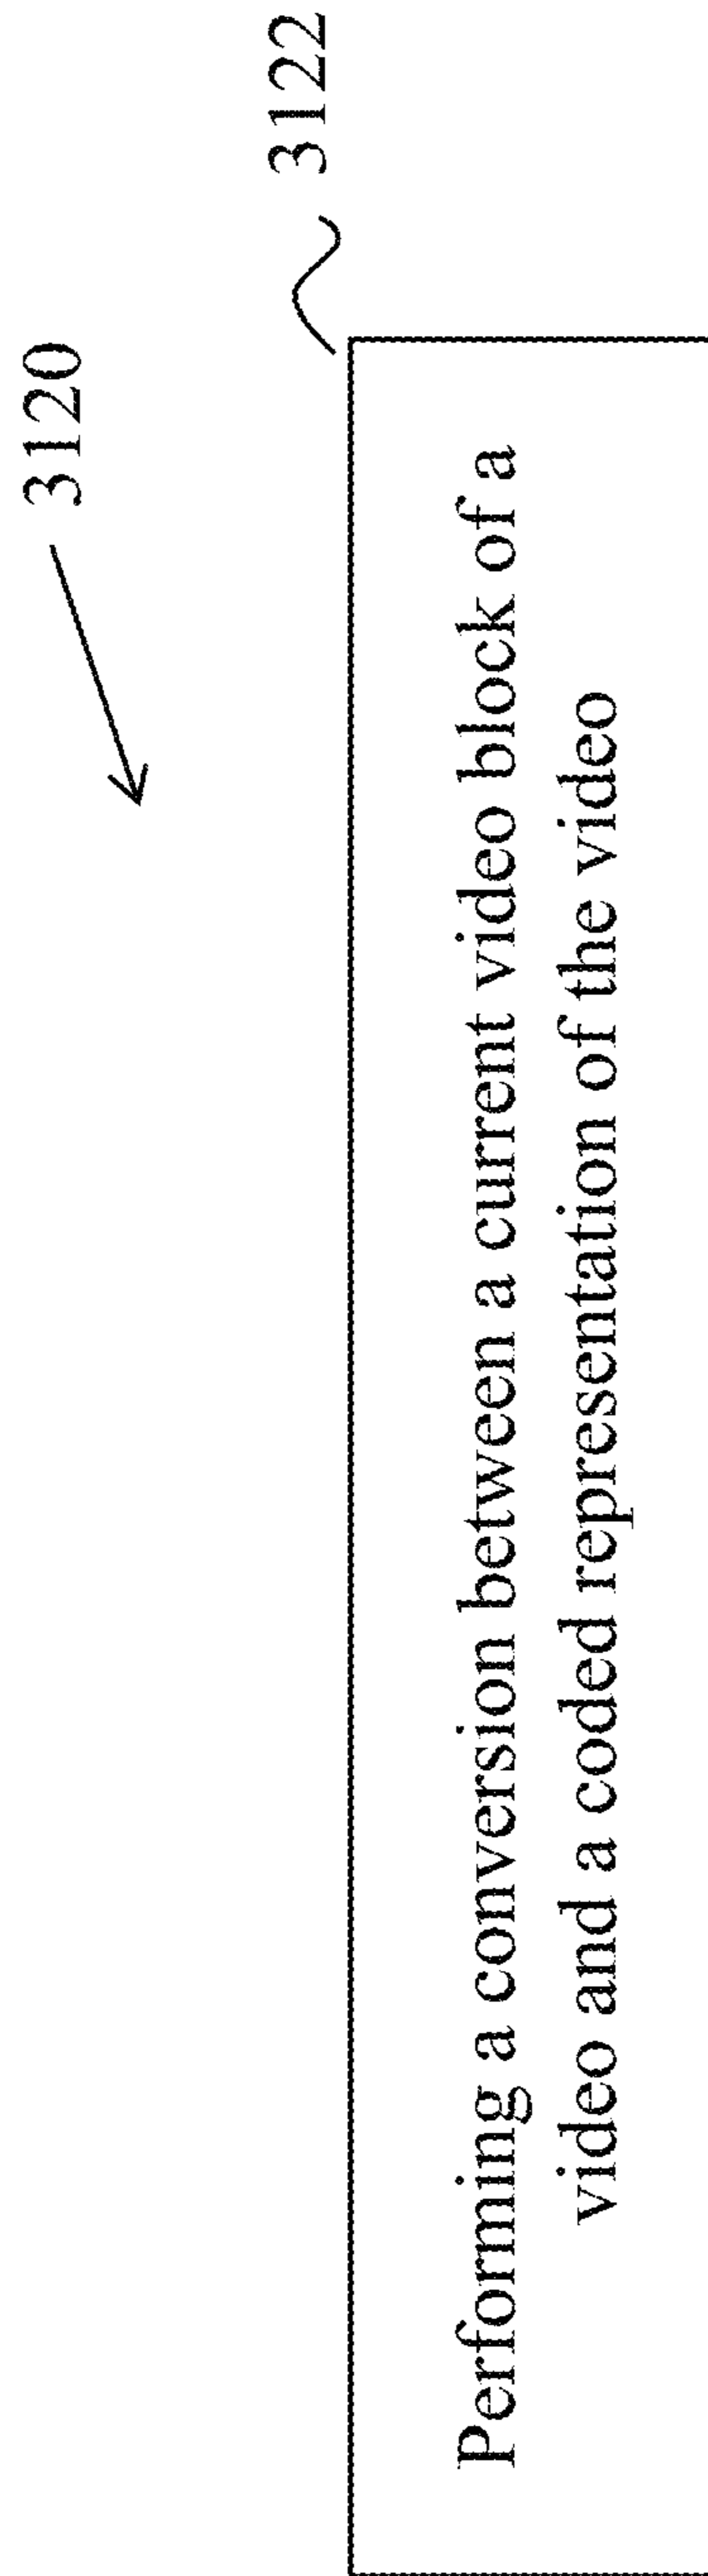 3120
3122
Performing a conversion between a current video block of a
video and a coded representation of the video